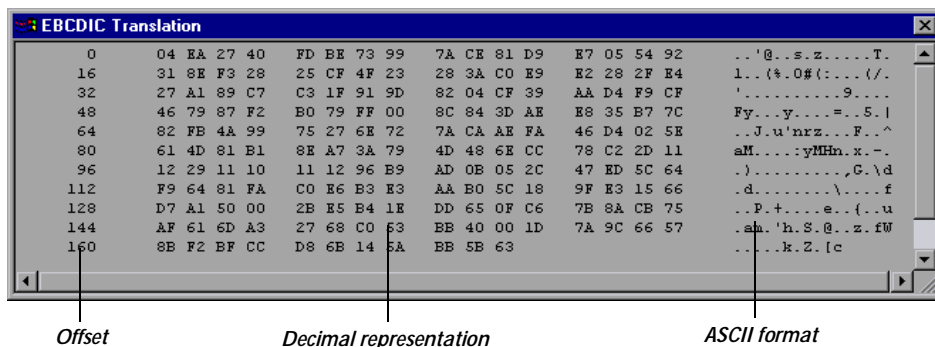 EBCDIC Translation
0 04 EA 27 40 FD BE 73 99 7A CE 81 D9 E7 05 54 92 ..'@..s.z.....T.
16 31 8E F3 28 25 CF 4F 23 28 3A C0 E9 E2 28 2F E4 1..(%.O#(:...(/.
32 27 A1 89 C7 C3 1F 91 9D 82 04 CF 39 AA D4 F9 CF '..........9....
48 46 79 87 F2 B0 79 FF 00 8C 84 3D AE E8 35 B7 7C Fy...y....=..5.|
64 82 FB 4A 99 75 27 6E 72 7A CA AE FA 46 D4 02 5E ..J.u'nrz...F..^
80 61 4D 81 B1 8E A7 3A 79 4D 48 6E CC 78 C2 2D 11 aM....:yMHn.x.-.
96 12 29 11 10 11 12 96 B9 AD 0B 05 2C 47 ED 5C 64 .).........,G.\d
112 F9 64 81 FA C0 E6 B3 E3 AA B0 5C 18 9F E3 15 66 .d........\....f
128 D7 A1 50 00 2B E5 B4 1E DD 65 0F C6 7B 8A CB 75 ..P.+....e..{..u
144 AF 61 6D A3 27 68 C0 53 BB 40 00 1D 7A 9C 66 57 .am.'h.S.@..z.fW
160 8B F2 BF CC D8 6B 14 5A BB 5B 63 .....k.Z.[c
Offset Decimal representation ASCII format